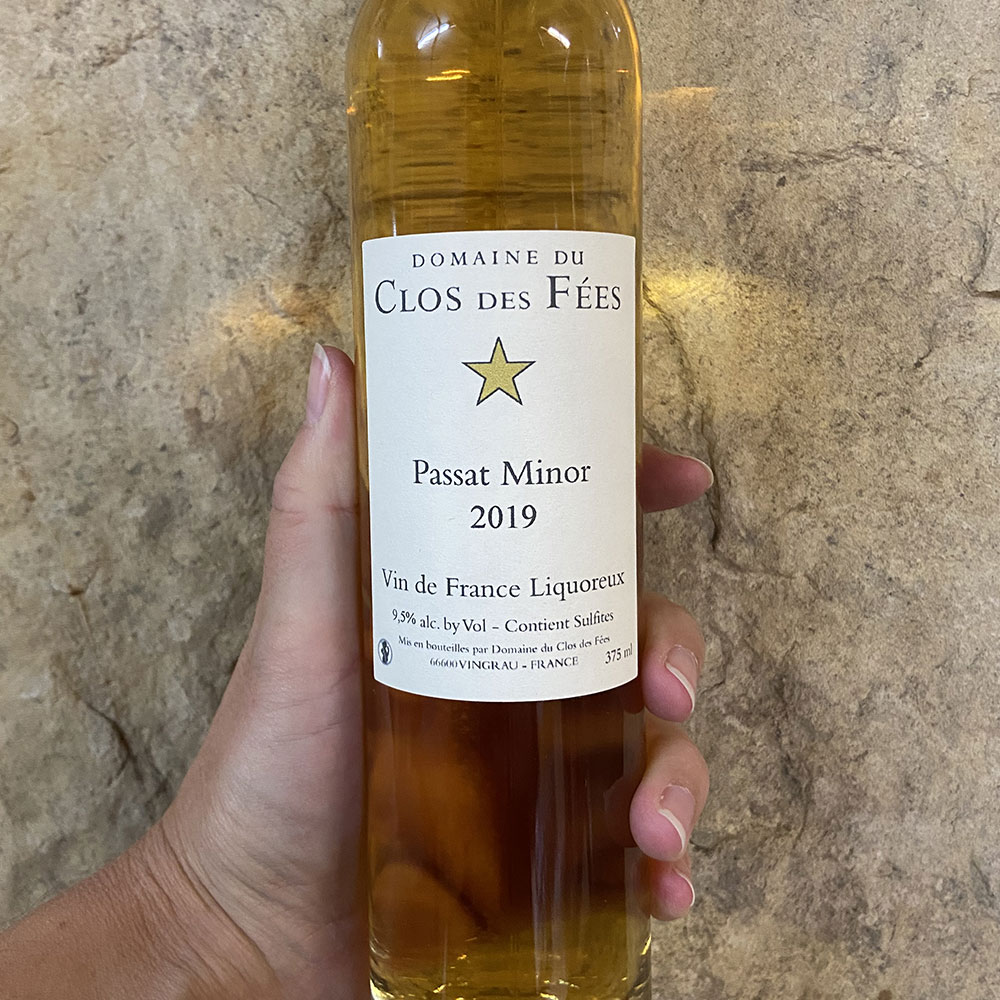 DOMAINE DU
CLOS DES FÉES
Passat Minor
2019
Vin de France Liquoreux
9,5% alc. by Vol - Contient Sulfites
Mis en bouteilles par Domaine du Clos des Fées
66600 VINGRAU - FRANCE 375 ml